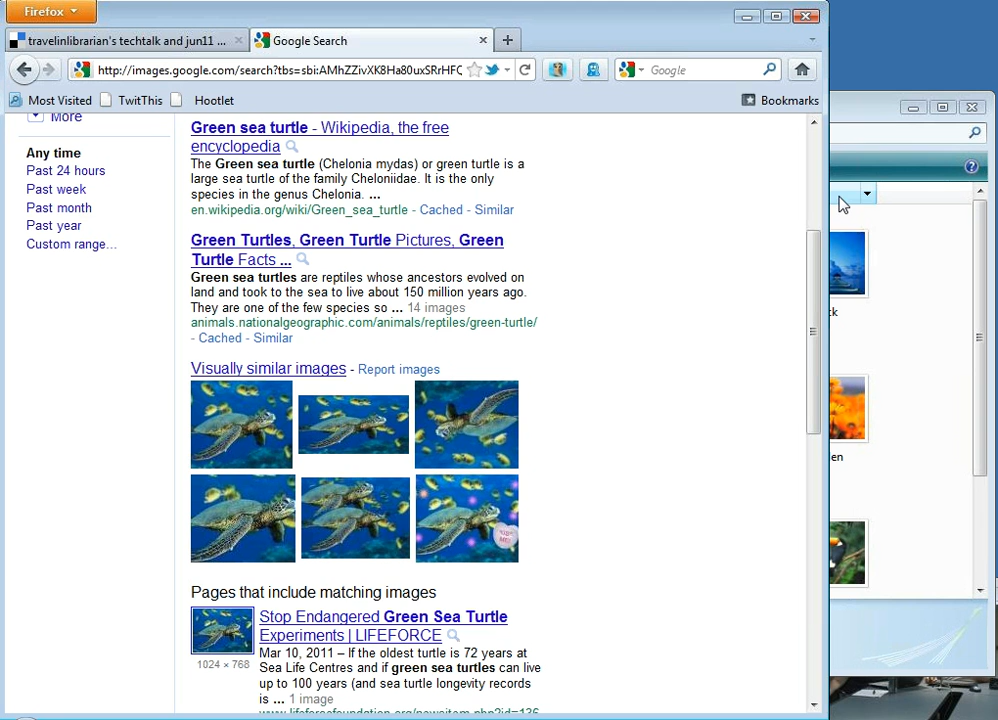 Firefox
travelinlibrarian's techtalk and jun11 ...
Google Search
http://images.google.com/search?tbs=sbi:AMhZZivXK8Ha80uxSRrHFC
Google
Most Visited
TwitThis
Hootlet
Bookmarks
More
Any time
Past 24 hours
Past week
Past month
Past year
Custom range...
Green sea turtle - Wikipedia, the free
encyclopedia
The Green sea turtle (Chelonia mydas) or green turtle is a
large sea turtle of the family Cheloniidae. It is the only
species in the genus Chelonia. ...
en.wikipedia.org/wiki/Green_sea_turtle - Cached - Similar
Green Turtles, Green Turtle Pictures, Green
Turtle Facts ...
Green sea turtles are reptiles whose ancestors evolved on
land and took to the sea to live about 150 million years ago.
They are one of the few species so ... 14 images
animals.nationalgeographic.com/animals/reptiles/green-turtle/
- Cached - Similar
Visually similar images - Report images
Pages that include matching images
Stop Endangered Green Sea Turtle
Experiments | LIFEFORCE
1024 × 768
Mar 10, 2011 – If the oldest turtle is 72 years at
Sea Life Centres and if green sea turtles can live
up to 100 years (and sea turtle longevity records
is ... 1 image
www.lifeforcefoundation.org/newsitem.php?id=136
ck
en